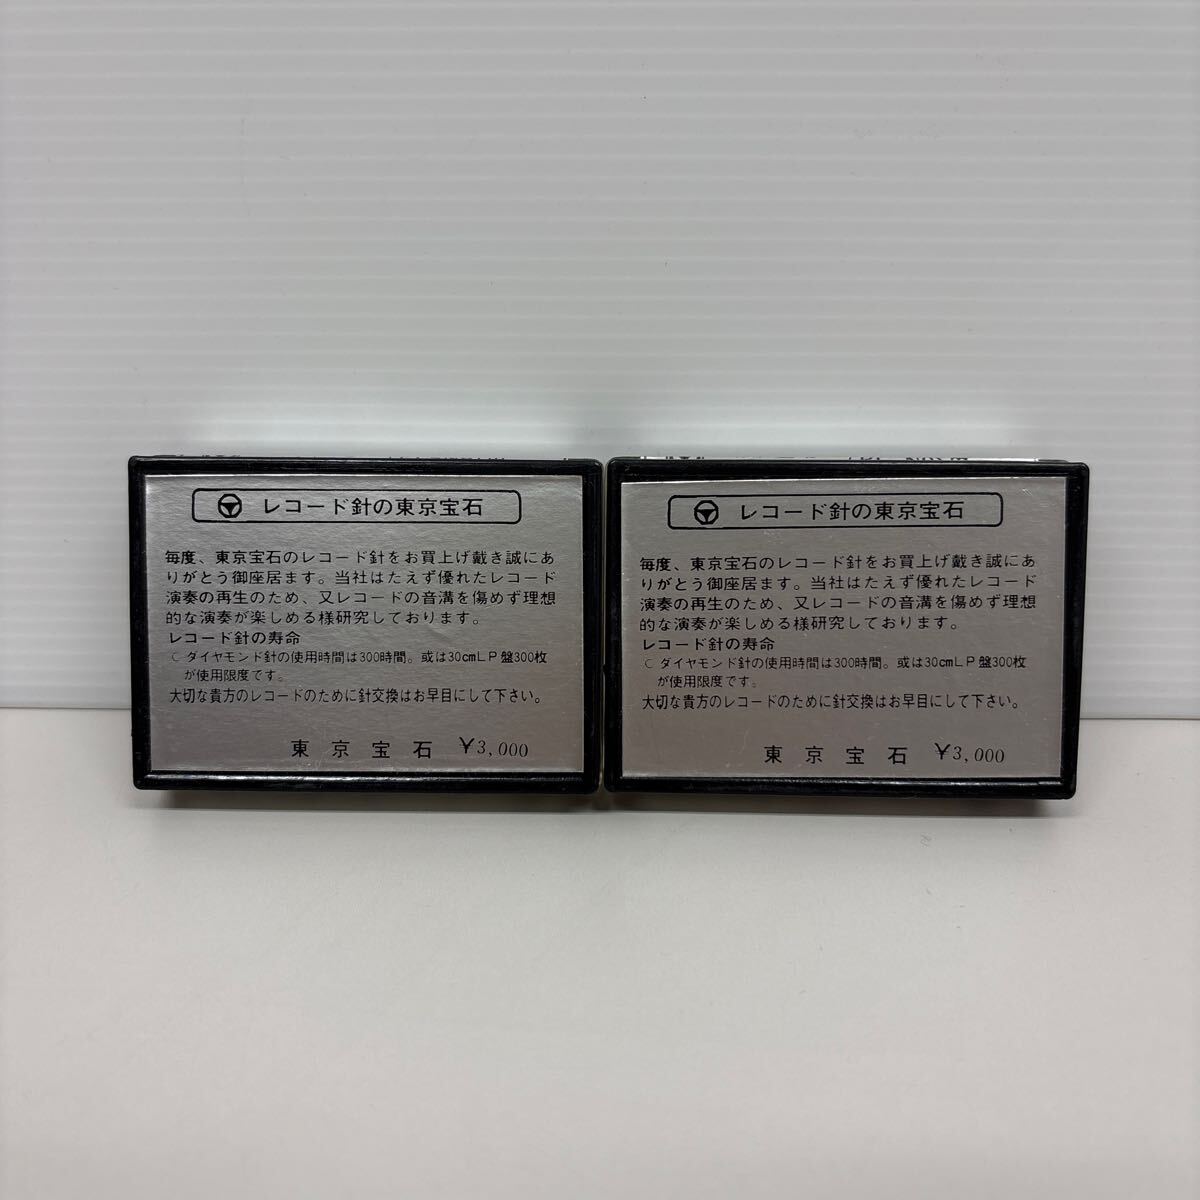 レコード針の東京宝石
毎度、東京宝石のレコード針をお買上げ戴き誠にあ
りがとう御座居ます。当社はたえず優れたレコード
演奏の再生のため、又レコードの音溝を傷めず理想
的な演奏が楽しめる様研究しております。
レコード針の寿命
ダイヤモンド針の使用時間は300時間。或は30cmLP盤300枚
が使用限度です。
大切な貴方のレコードのために針交換はお早目にして下さい。
東京宝石 ¥3,000
レコード針の東京宝石
毎度、東京宝石のレコード針をお買上げ戴き誠にあ
りがとう御座居ます。当社はたえず優れたレコード
演奏の再生のため、又レコードの音溝を傷めず理想
的な演奏が楽しめる様研究しております。
レコード針の寿命
ダイヤモンド針の使用時間は300時間。或は30cmLP盤300枚
が使用限度です。
大切な貴方のレコードのために針交換はお早目にして下さい。
東京宝石 ¥3,000